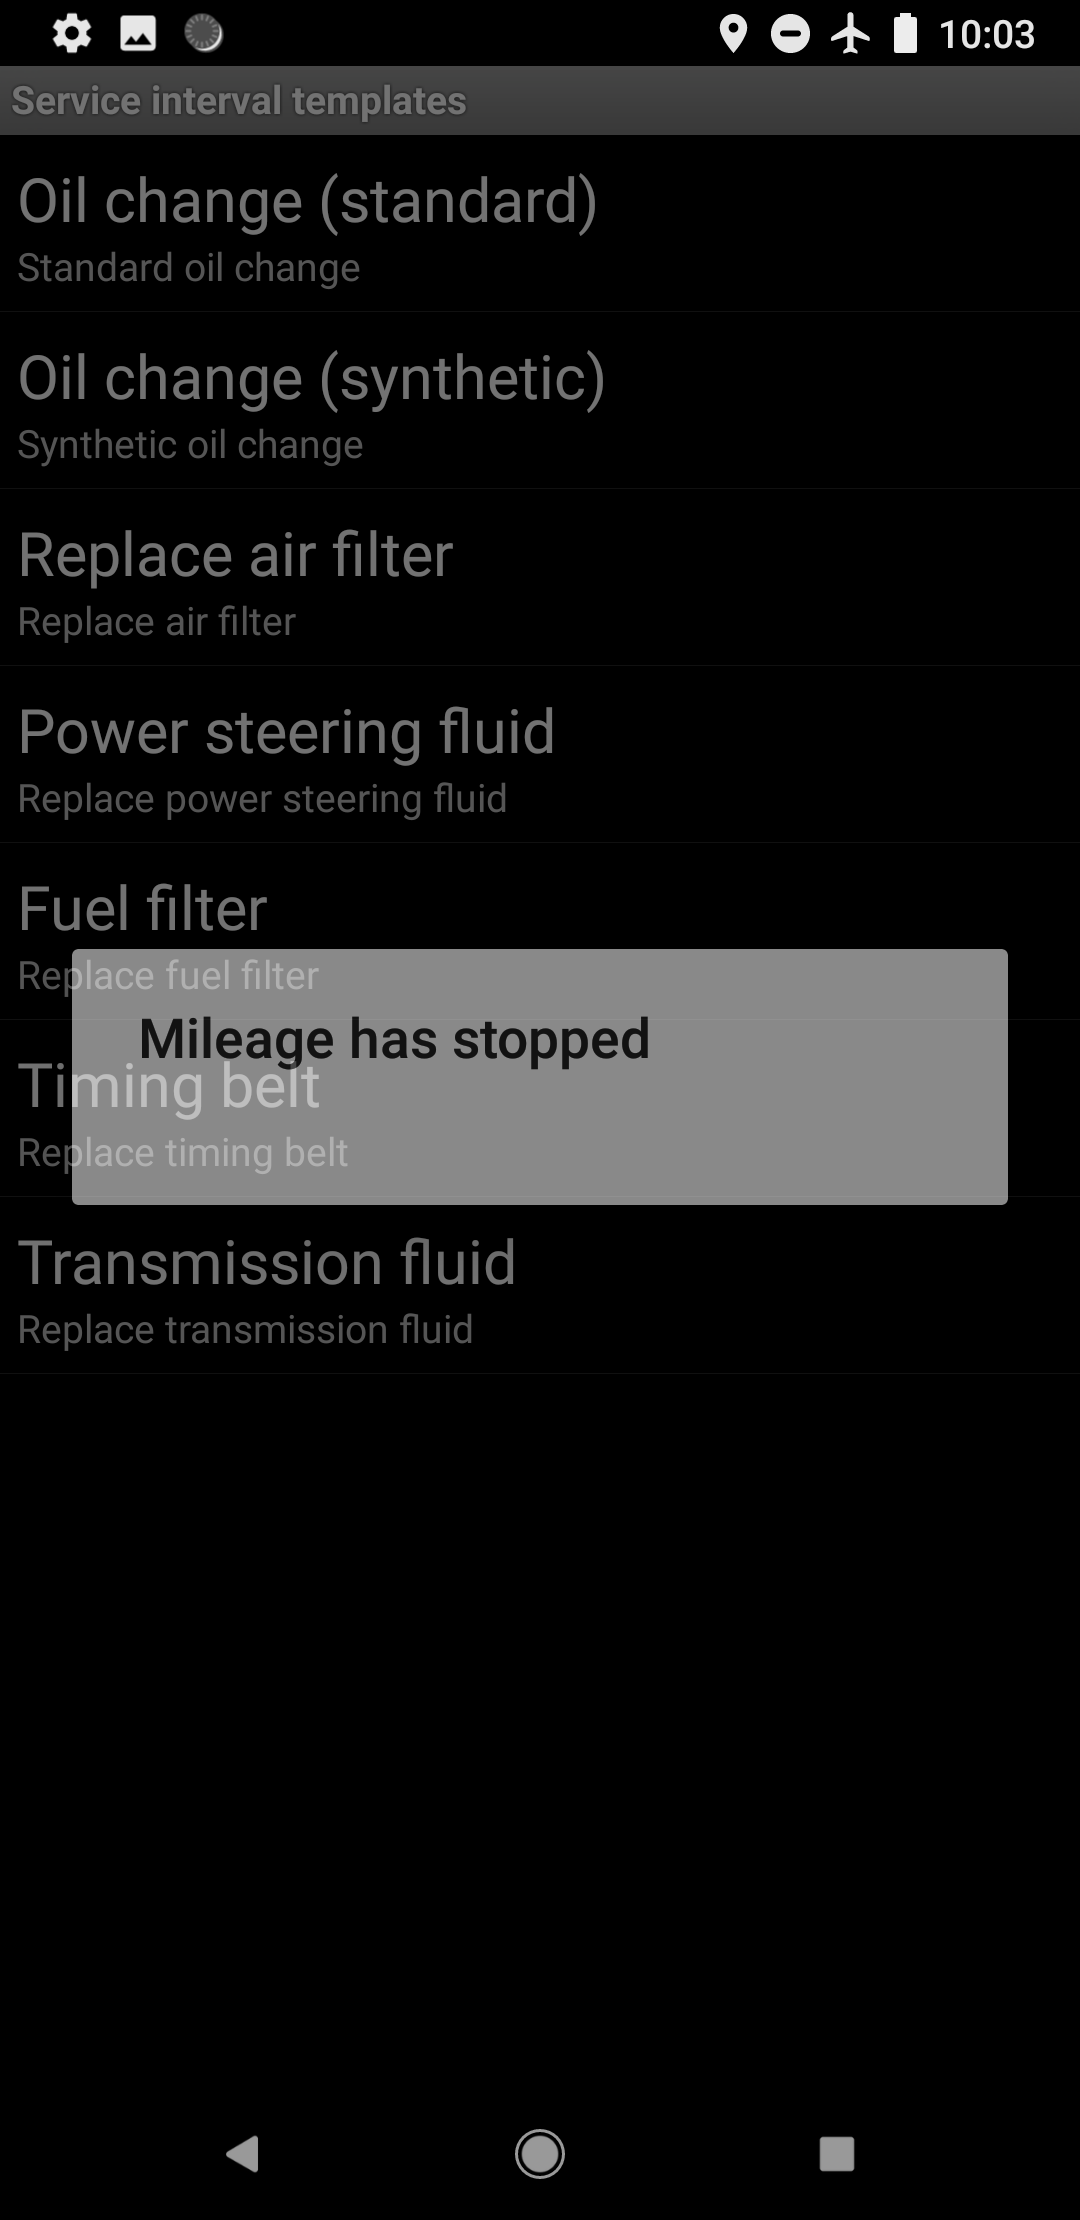 10:03
Service interval templates
Oil change (standard)
Standard oil change
Oil change (synthetic)
Synthetic oil change
Replace air filter
Replace air filter
Power steering fluid
Replace power steering fluid
Fuel filter
Replace fuel filter
Mileage has stopped
Timing belt
Replace timing belt
Transmission fluid
Replace transmission fluid